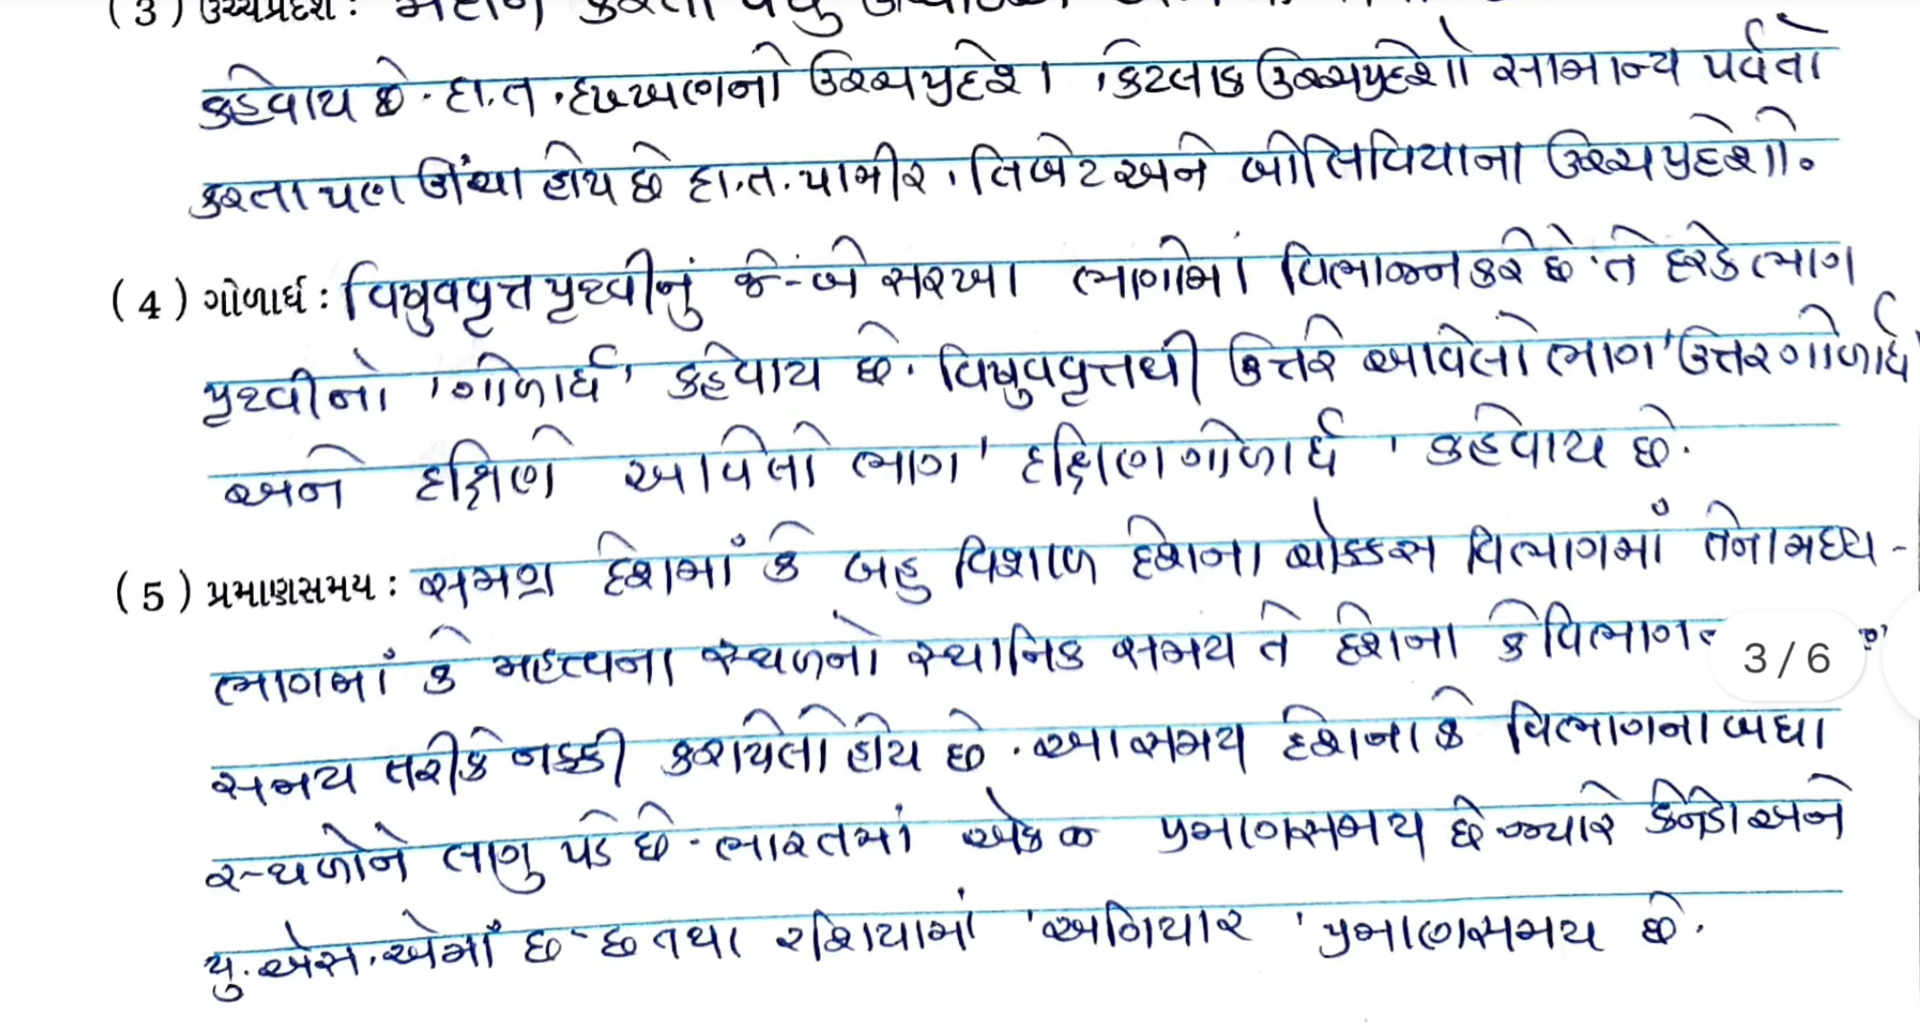 (3) ઉચ્ચપ્રદેશ :
કહેવાય છે. દા.ત. દખ્ખણનો ઉચ્ચપ્રદેશ । કેટલાક ઉચ્ચપ્રદેશો સામાન્ય પર્વતો
કરતા પણ ઊંચા હોય છે દા.ત. પામીર, તિબેટ અને બોલિવિયાના ઉચ્ચ પ્રદેશો.
(4) ગોળાર્ધ : વિષુવવૃત્ત પૃથ્વીનું જે-બે સરખા ભાગોમાં વિભાજન કરે છે 'તે દરેક ભાગ
પૃથ્વીનો 'ગોળાર્ધ' કહેવાય છે. વિષુવવૃત્તથી ઉત્તરે આવેલો ભાગ 'ઉત્તરગોળાર્ધ'
અને દક્ષિણે આવેલો ભાગ 'દક્ષિણ ગોળાર્ધ' કહેવાય છે.
(5) પ્રમાણસમય : સમગ્ર દેશમાં કે બહુ વિશાળ દેશના ચોક્કસ વિભાગમાં તેના મધ્ય -
ભાગમાં કે મહત્ત્વના સ્થળનો સ્થાનિક સમય તે દેશના કે વિભાગ 3/6
સમય તરીકે નક્કી કરાયેલો હોય છે. આ સમય દેશના કે વિભાગના બધા
સ્થળોને લાગુ પડે છે. ભારતમાં એક જ પ્રમાણસમય છે જ્યારે કેનેડા અને
યુ.એસ.એમાં છ-છ તથા રશિયામાં 'અગિયાર' પ્રમાણસમય છે.